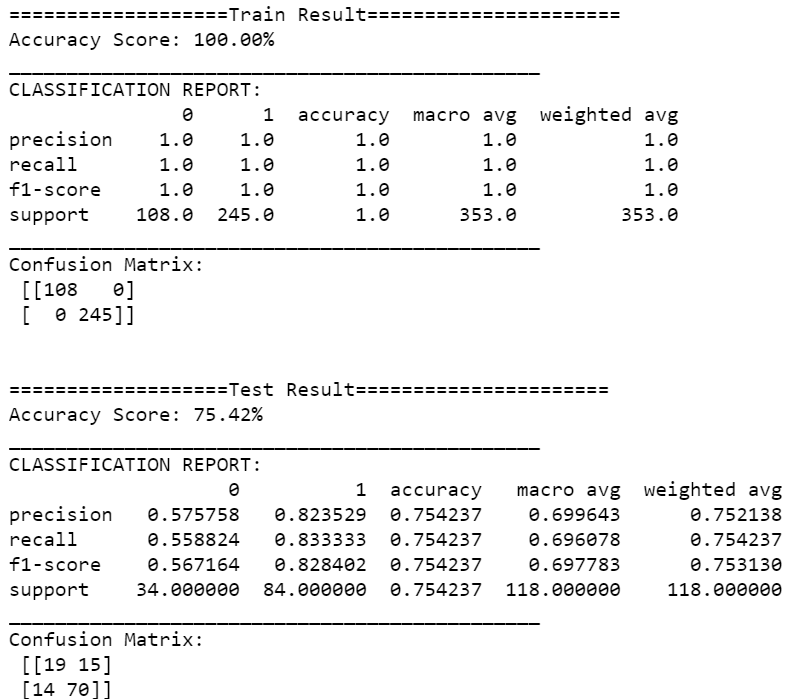 ===================Train Result======================
Accuracy Score: 100.00%
_______________________________________________
CLASSIFICATION REPORT:
               0      1  accuracy  macro avg  weighted avg
precision    1.0    1.0       1.0        1.0           1.0
recall       1.0    1.0       1.0        1.0           1.0
f1-score     1.0    1.0       1.0        1.0           1.0
support    108.0  245.0       1.0      353.0         353.0
_______________________________________________
Confusion Matrix:
 [[108   0]
 [  0 245]]
===================Test Result======================
Accuracy Score: 75.42%
_______________________________________________
CLASSIFICATION REPORT:
                   0          1  accuracy   macro avg  weighted avg
precision   0.575758   0.823529  0.754237    0.699643      0.752138
recall      0.558824   0.833333  0.754237    0.696078      0.754237
f1-score    0.567164   0.828402  0.754237    0.697783      0.753130
support    34.000000  84.000000  0.754237  118.000000    118.000000
_______________________________________________
Confusion Matrix:
 [[19 15]
 [14 70]]